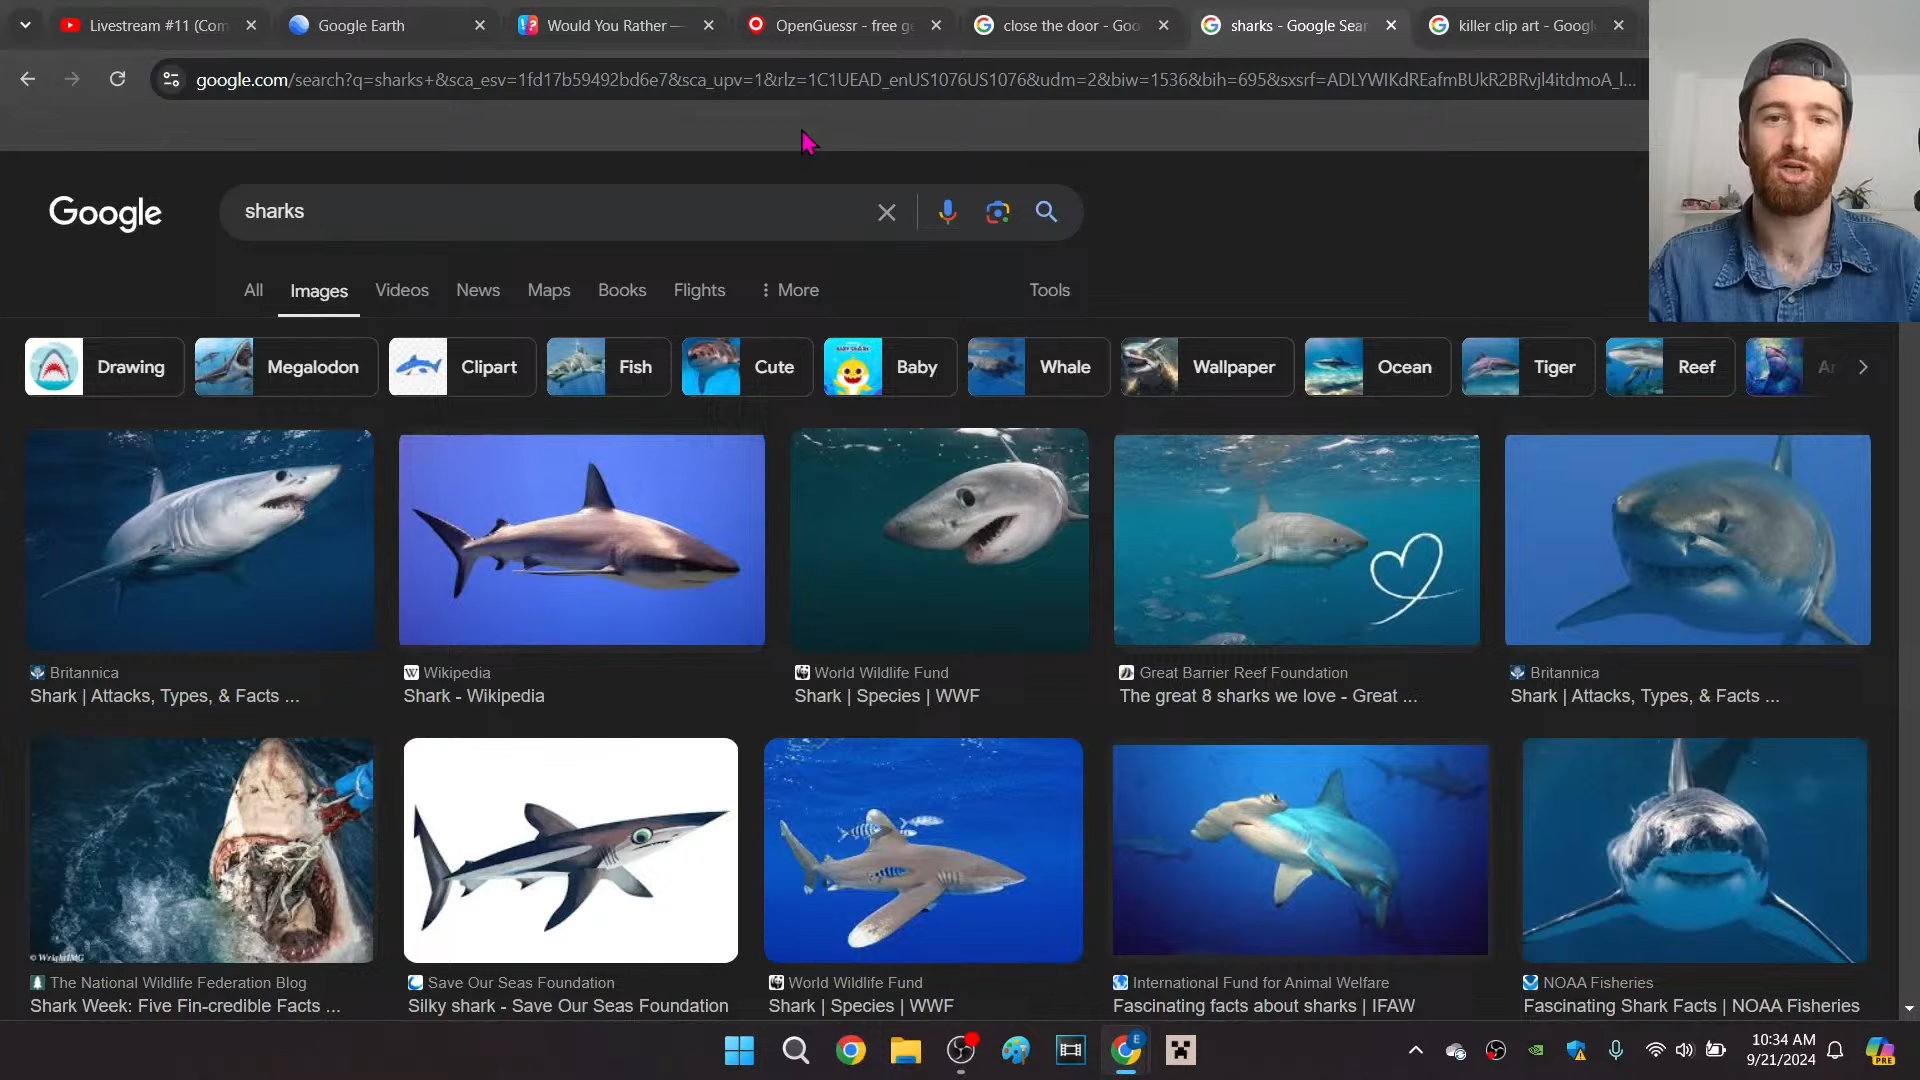 Livestream #11 (Com
Google Earth
Would You Rather —
OpenGuessr - free ge
close the door - Goo
sharks - Google Sear
killer clip art - Googl
google.com/search?q=sharks+&sca_esv=1fd17b59492bd6e7&sca_upv=1&rlz=1C1UEAD_enUS1076US1076&udm=2&biw=1536&bih=695&sxsrf=ADLYWIKdREafmBUkR2BRvjl4itdmoA_l...
Google
sharks
All
Images
Videos
News
Maps
Books
Flights
More
Tools
Drawing
Megalodon
Clipart
Fish
Cute
Baby
Whale
Wallpaper
Ocean
Tiger
Reef
Britannica
Shark | Attacks, Types, & Facts ...
Wikipedia
Shark - Wikipedia
World Wildlife Fund
Shark | Species | WWF
Great Barrier Reef Foundation
The great 8 sharks we love - Great ...
Britannica
Shark | Attacks, Types, & Facts ...
© WrightIMG
The National Wildlife Federation Blog
Shark Week: Five Fin-credible Facts ...
Save Our Seas Foundation
Silky shark - Save Our Seas Foundation
World Wildlife Fund
Shark | Species | WWF
International Fund for Animal Welfare
Fascinating facts about sharks | IFAW
NOAA Fisheries
Fascinating Shark Facts | NOAA Fisheries
10:34 AM
9/21/2024
PRE